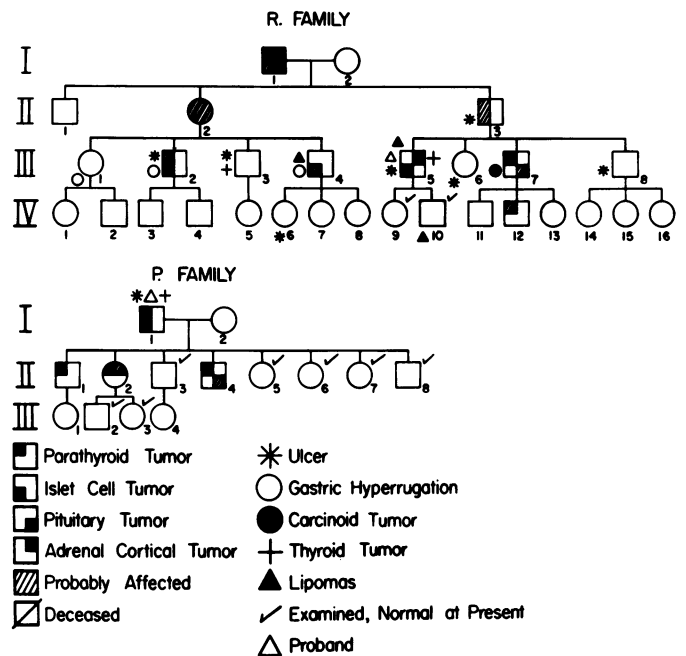 R. FAMILY
I
1 2
II
1 2 3
III
1 2 3 4 5 6 7 8
IV
1 2 3 4 5 6 7 8 9 10 11 12 13 14 15 16
P. FAMILY
I
1 2
II
1 2 3 4 5 6 7 8
III
1 2 3 4
Parathyroid Tumor
Ulcer
Islet Cell Tumor
Gastric Hyperrugation
Pituitary Tumor
Carcinoid Tumor
Adrenal Cortical Tumor
Thyroid Tumor
Probably Affected
Lipomas
Deceased
Examined, Normal at Present
Proband